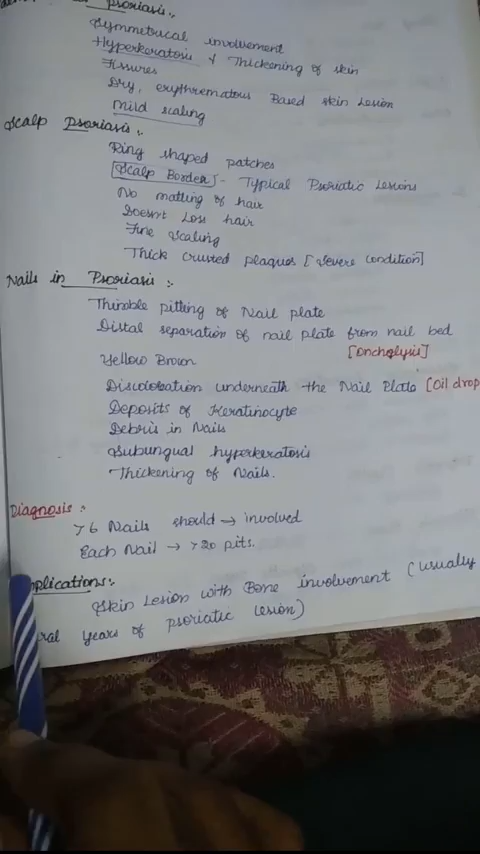 Psoriasis:.
Symmetrical involvement
Hyperkeratosis & Thickening of skin
Fissures
Dry, erythrematous Based skin Lesion
Mild scaling
Scalp Psoriasis:.
Ring shaped patches
[Scalp Border] - Typical Psoriatic Lesions
No matting of hair
Doesn't Loss hair
Fine Scaling
Thick crusted plaques [severe condition]
Nails in Psoriasis:-
Thimble pitting of Nail plate
Distal separation of nail plate from nail bed
[oncholysis]
Yellow Brown
Discoloration underneath the Nail Plate [Oil drop
Deposits of Keratinocyte
Debris in Nails
Subungual hyperkeratosis
Thickening of Nails.
Diagnosis:
>6 Nails should → involved
Each Nail → >20 pits.
plications:-
Skin Lesion with Bone involvement (usually
ral years of psoriatic lesion)